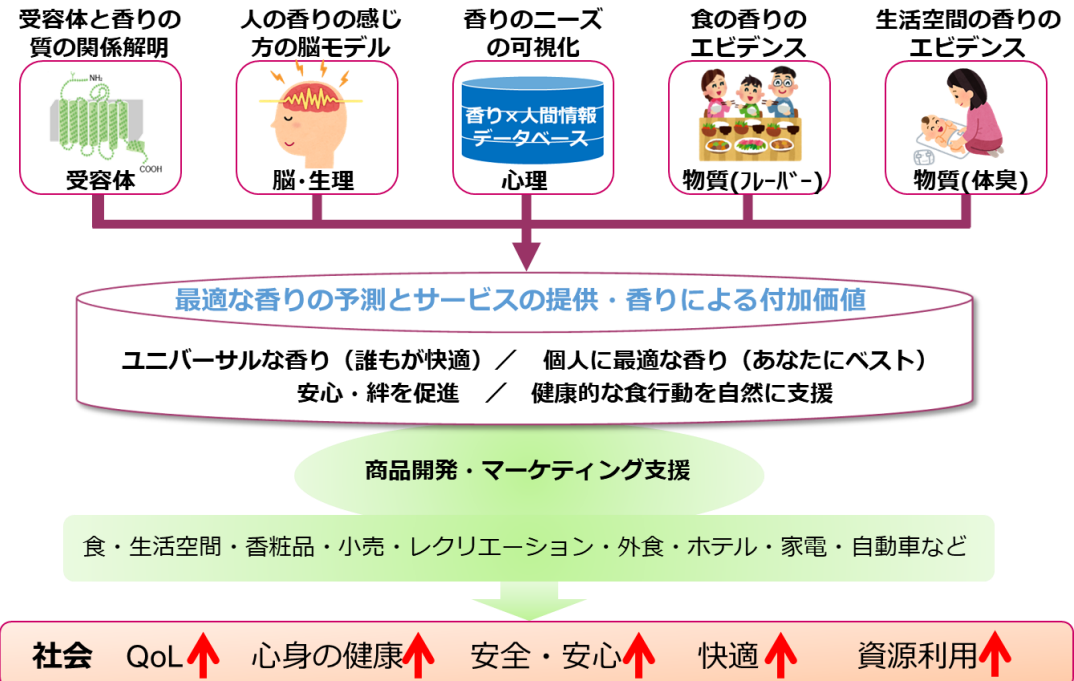 受容体と香りの
質の関係解明
人の香りの感じ
方の脳モデル
香りのニーズ
の可視化
食の香りの
エビデンス
生活空間の香りの
エビデンス
NH₂
COOH
受容体
脳・生理
香り×人間情報
データベース
心理
物質(ﾌﾚｰﾊﾞｰ)
物質(体臭)
最適な香りの予測とサービスの提供・香りによる付加価値
ユニバーサルな香り（誰もが快適）／　個人に最適な香り（あなたにベスト）
安心・絆を促進　／　健康的な食行動を自然に支援
商品開発・マーケティング支援
食・生活空間・香粧品・小売・レクリエーション・外食・ホテル・家電・自動車など
社会 QoL 心身の健康 安全・安心 快適 資源利用